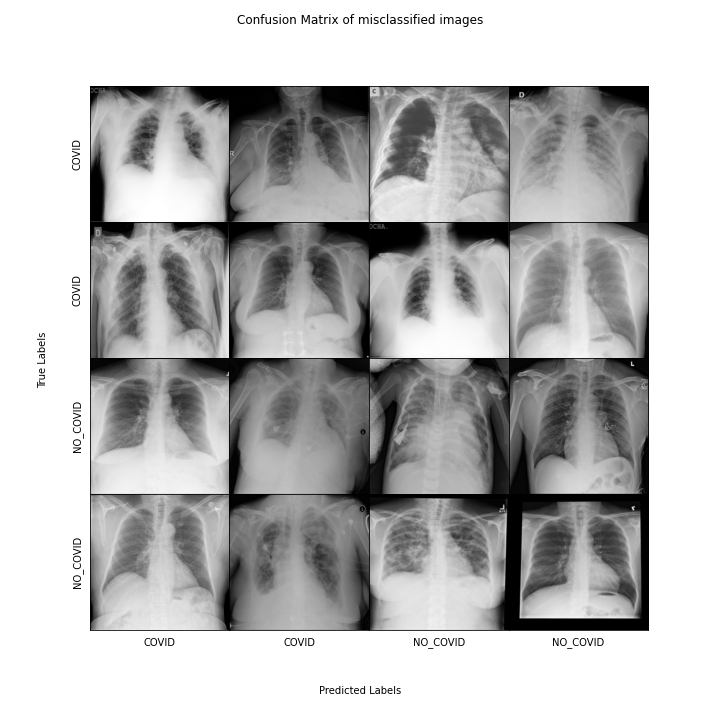 Confusion Matrix of misclassified images
COVID
COVID
NO_COVID
NO_COVID
True Labels
C
D
R
D
L
COVID
COVID
NO_COVID
NO_COVID
Predicted Labels